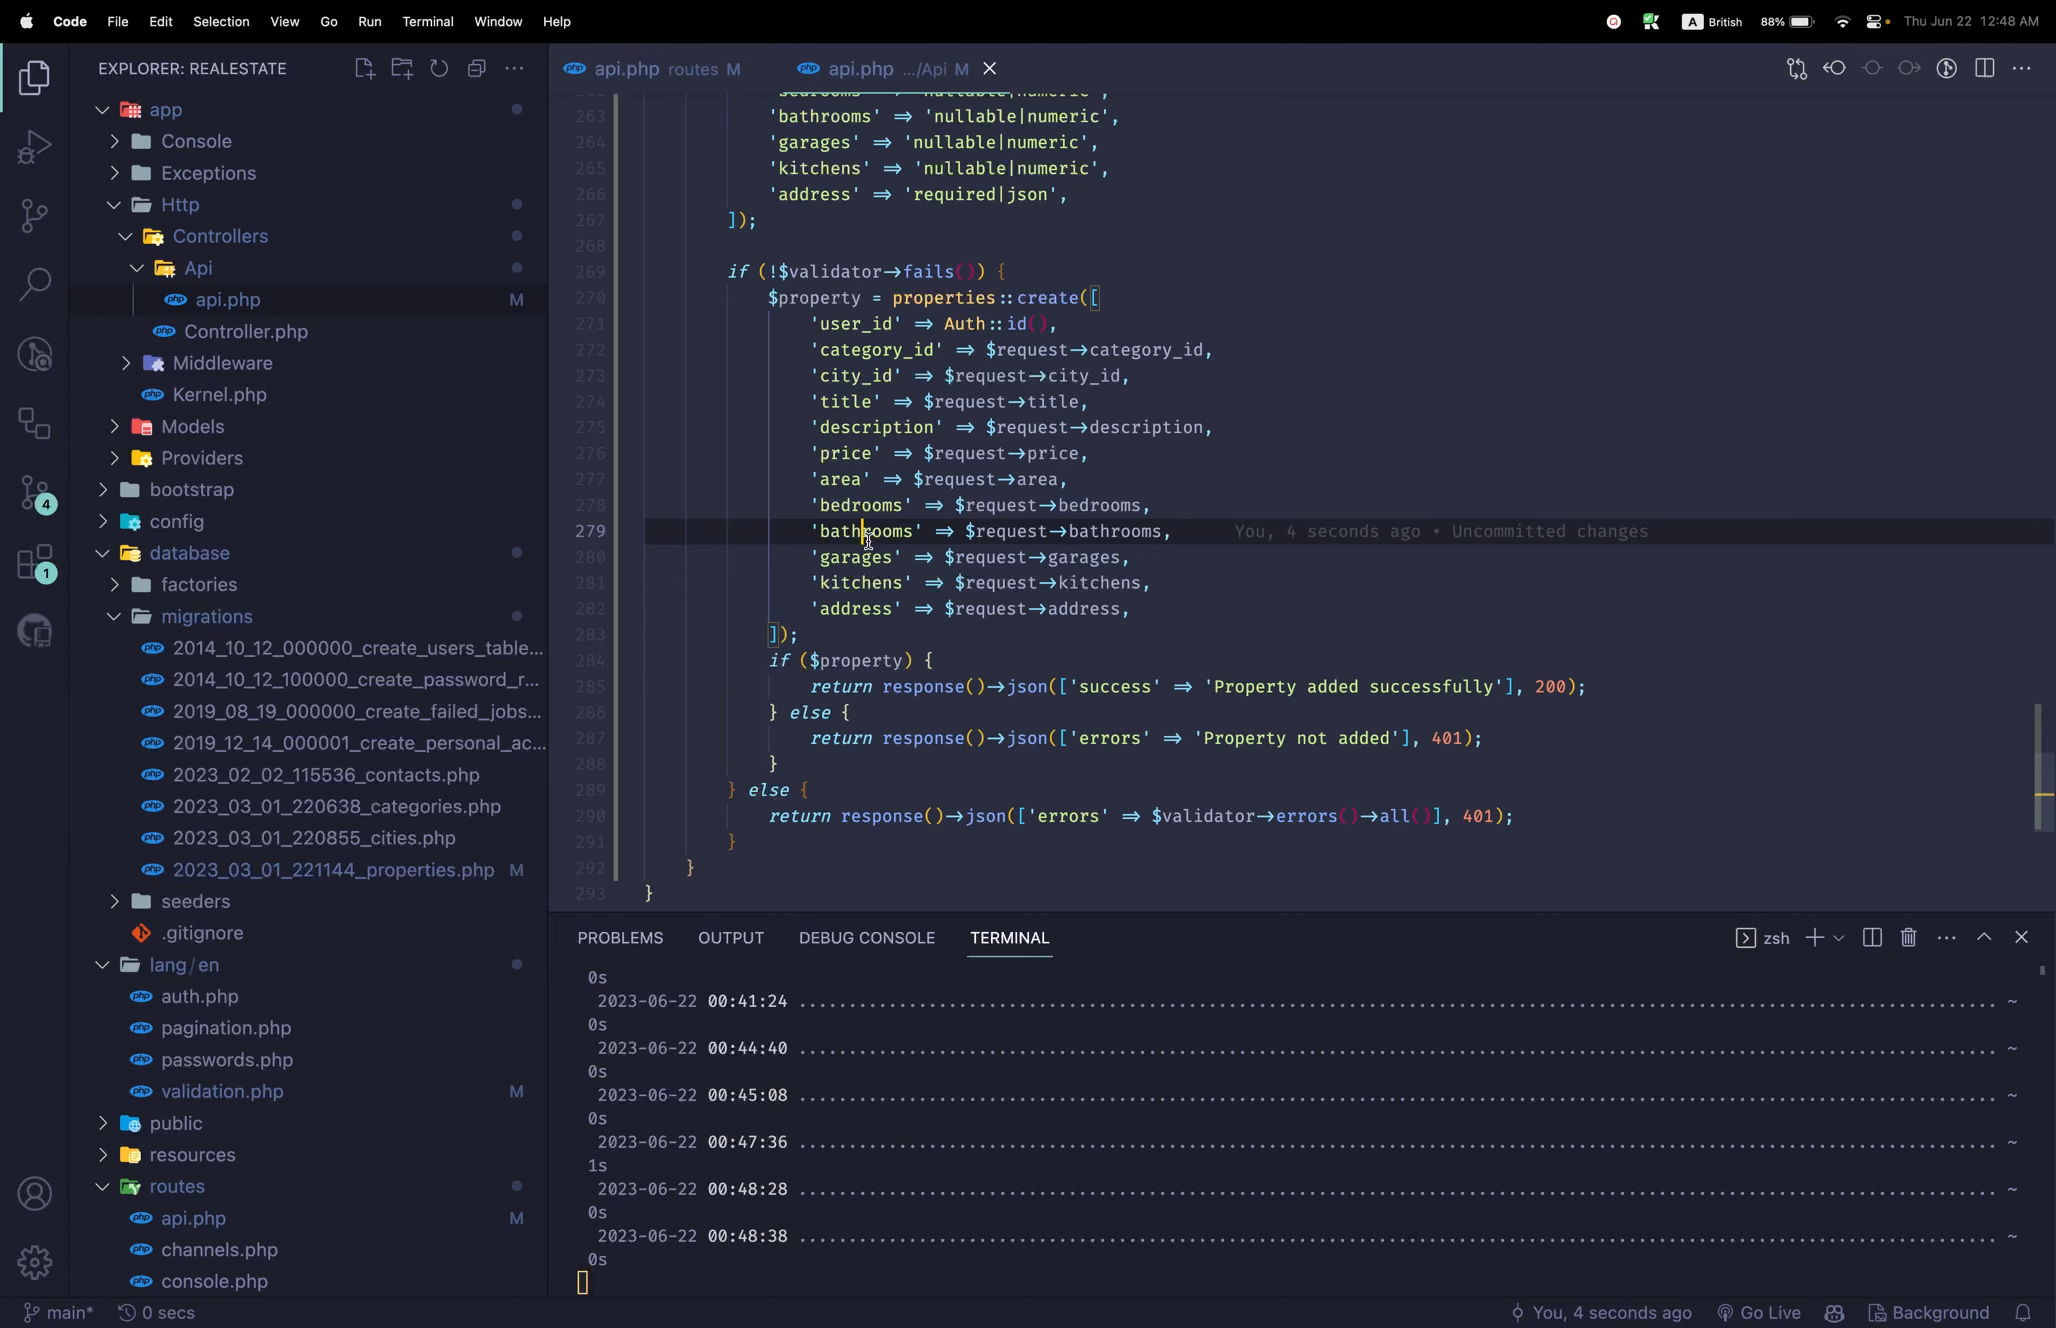 Code File Edit Selection View Go Run Terminal Window Help
A British 88% Thu Jun 22 12:48 AM
EXPLORER: REALESTATE
app
Console
Exceptions
Http
Controllers
Api
api.php M
Controller.php
Middleware
Kernel.php
Models
Providers
bootstrap
config
database
factories
migrations
2014_10_12_000000_create_users_table...
2014_10_12_100000_create_password_r...
2019_08_19_000000_create_failed_jobs...
2019_12_14_000001_create_personal_ac...
2023_02_02_115536_contacts.php
2023_03_01_220638_categories.php
2023_03_01_220855_cities.php
2023_03_01_221144_properties.php M
seeders
.gitignore
lang/en
auth.php
pagination.php
passwords.php
validation.php M
public
resources
routes
api.php M
channels.php
console.php
4
1
api.php routes M
api.php .../Api M
263 'bathrooms' => 'nullable|numeric',
264 'garages' => 'nullable|numeric',
265 'kitchens' => 'nullable|numeric',
266 'address' => 'required|json',
267 ]);
268
269 if (!$validator->fails()) {
270 $property = properties::create([
271 'user_id' => Auth::id(),
272 'category_id' => $request->category_id,
273 'city_id' => $request->city_id,
274 'title' => $request->title,
275 'description' => $request->description,
276 'price' => $request->price,
277 'area' => $request->area,
278 'bedrooms' => $request->bedrooms,
279 'bathrooms' => $request->bathrooms, You, 4 seconds ago • Uncommitted changes
280 'garages' => $request->garages,
281 'kitchens' => $request->kitchens,
282 'address' => $request->address,
283 ]);
284 if ($property) {
285 return response()->json(['success' => 'Property added successfully'], 200);
286 } else {
287 return response()->json(['errors' => 'Property not added'], 401);
288 }
289 } else {
290 return response()->json(['errors' => $validator->errors()->all()], 401);
291 }
292 }
293 }
PROBLEMS OUTPUT DEBUG CONSOLE TERMINAL
zsh
0s
2023-06-22 00:41:24 ........................................ ~
0s
2023-06-22 00:44:40 ........................................ ~
0s
2023-06-22 00:45:08 ........................................ ~
0s
2023-06-22 00:47:36 ........................................ ~
1s
2023-06-22 00:48:28 ........................................ ~
0s
2023-06-22 00:48:38 ........................................ ~
0s
main* 0 secs
You, 4 seconds ago Go Live Background